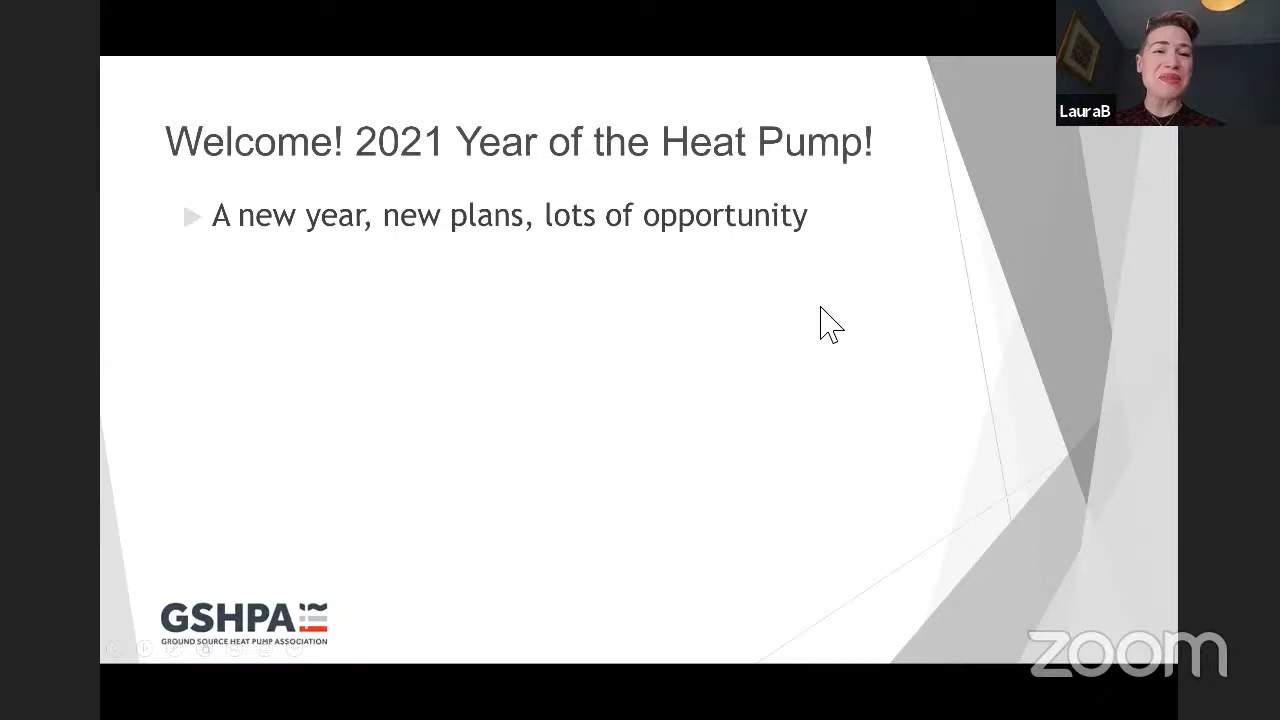 LauraB
Welcome! 2021 Year of the Heat Pump!
A new year, new plans, lots of opportunity
GSHPA
GROUND SOURCE HEAT PUMP ASSOCIATION
zoom